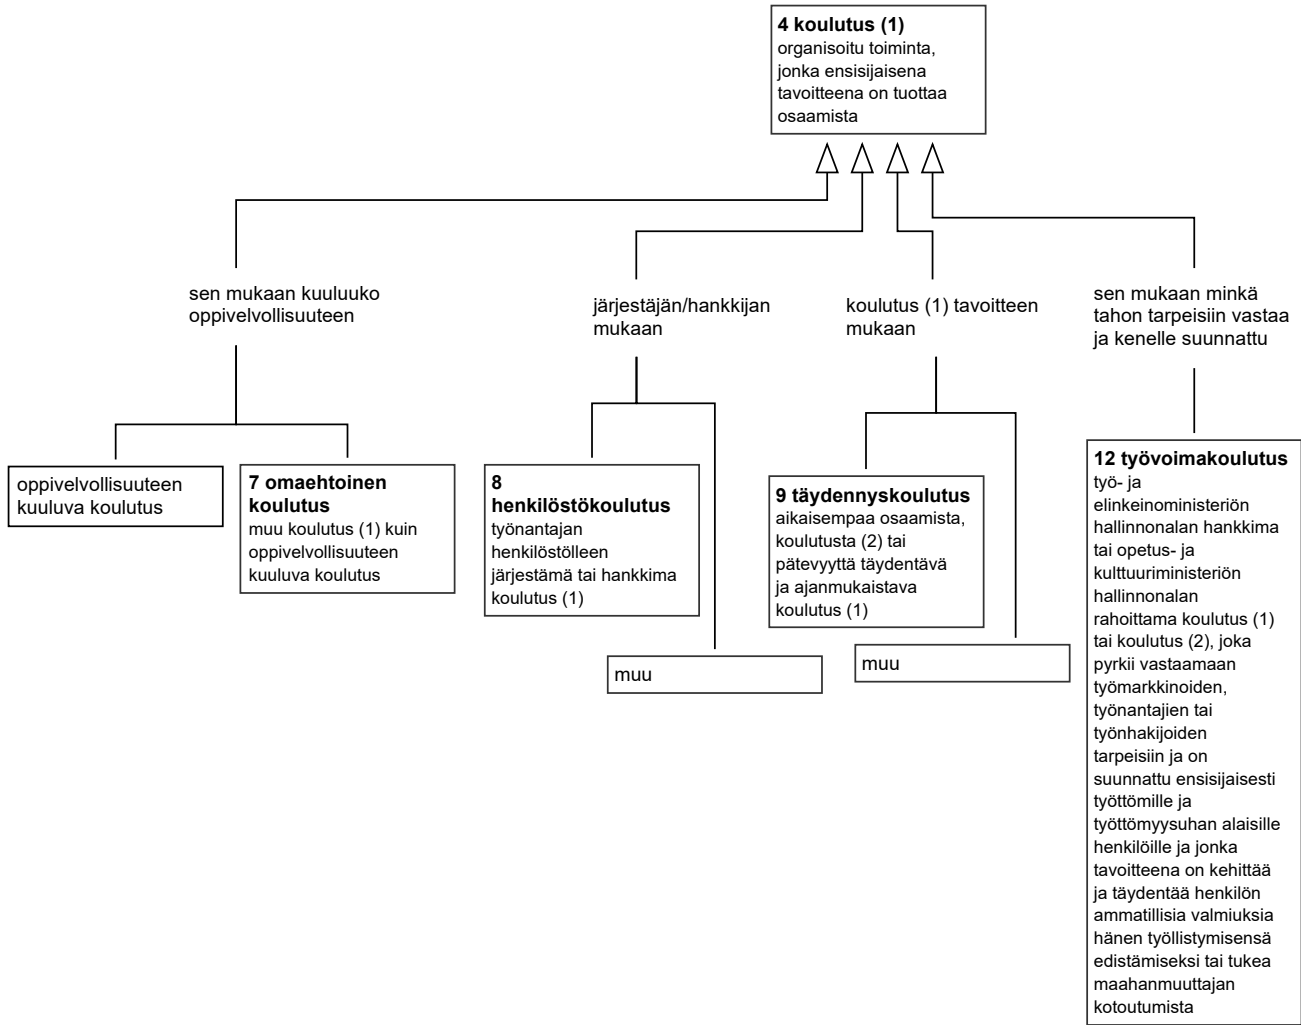 4 koulutus (1)
organisoitu toiminta,
jonka ensisijaisena
tavoitteena on tuottaa
osaamista
sen mukaan kuuluuko
oppivelvollisuuteen
järjestäjän/hankkijan
mukaan
koulutus (1) tavoitteen
mukaan
sen mukaan minkä
tahon tarpeisiin vastaa
ja kenelle suunnattu
oppivelvollisuuteen
kuuluva koulutus
7 omaehtoinen
koulutus
muu koulutus (1) kuin
oppivelvollisuuteen
kuuluva koulutus
8
henkilöstökoulutus
työnantajan
henkilöstölleen
järjestämä tai hankkima
koulutus (1)
muu
9 täydennyskoulutus
aikaisempaa osaamista,
koulutusta (2) tai
pätevyyttä täydentävä
ja ajanmukaistava
koulutus (1)
muu
12 työvoimakoulutus
työ- ja
elinkeinoministeriön
hallinnonalan hankkima
tai opetus- ja
kulttuuriministeriön
hallinnonalan
rahoittama koulutus (1)
tai koulutus (2), joka
pyrkii vastaamaan
työmarkkinoiden,
työnantajien tai
työnhakijoiden
tarpeisiin ja on
suunnattu ensisijaisesti
työttömille ja
työttömyysuhan alaisille
henkilöille ja jonka
tavoitteena on kehittää
ja täydentää henkilön
ammatillisia valmiuksia
hänen työllistymisensä
edistämiseksi tai tukea
maahanmuuttajan
kotoutumista